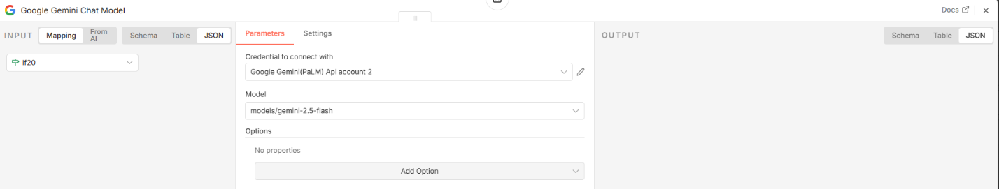 Google Gemini Chat Model
Docs
INPUT
Mapping
From
AI
Schema
Table
JSON
If20
Parameters
Settings
Credential to connect with
Google Gemini(PaLM) Api account 2
Model
models/gemini-2.5-flash
Options
No properties
Add Option
OUTPUT
Schema
Table
JSON